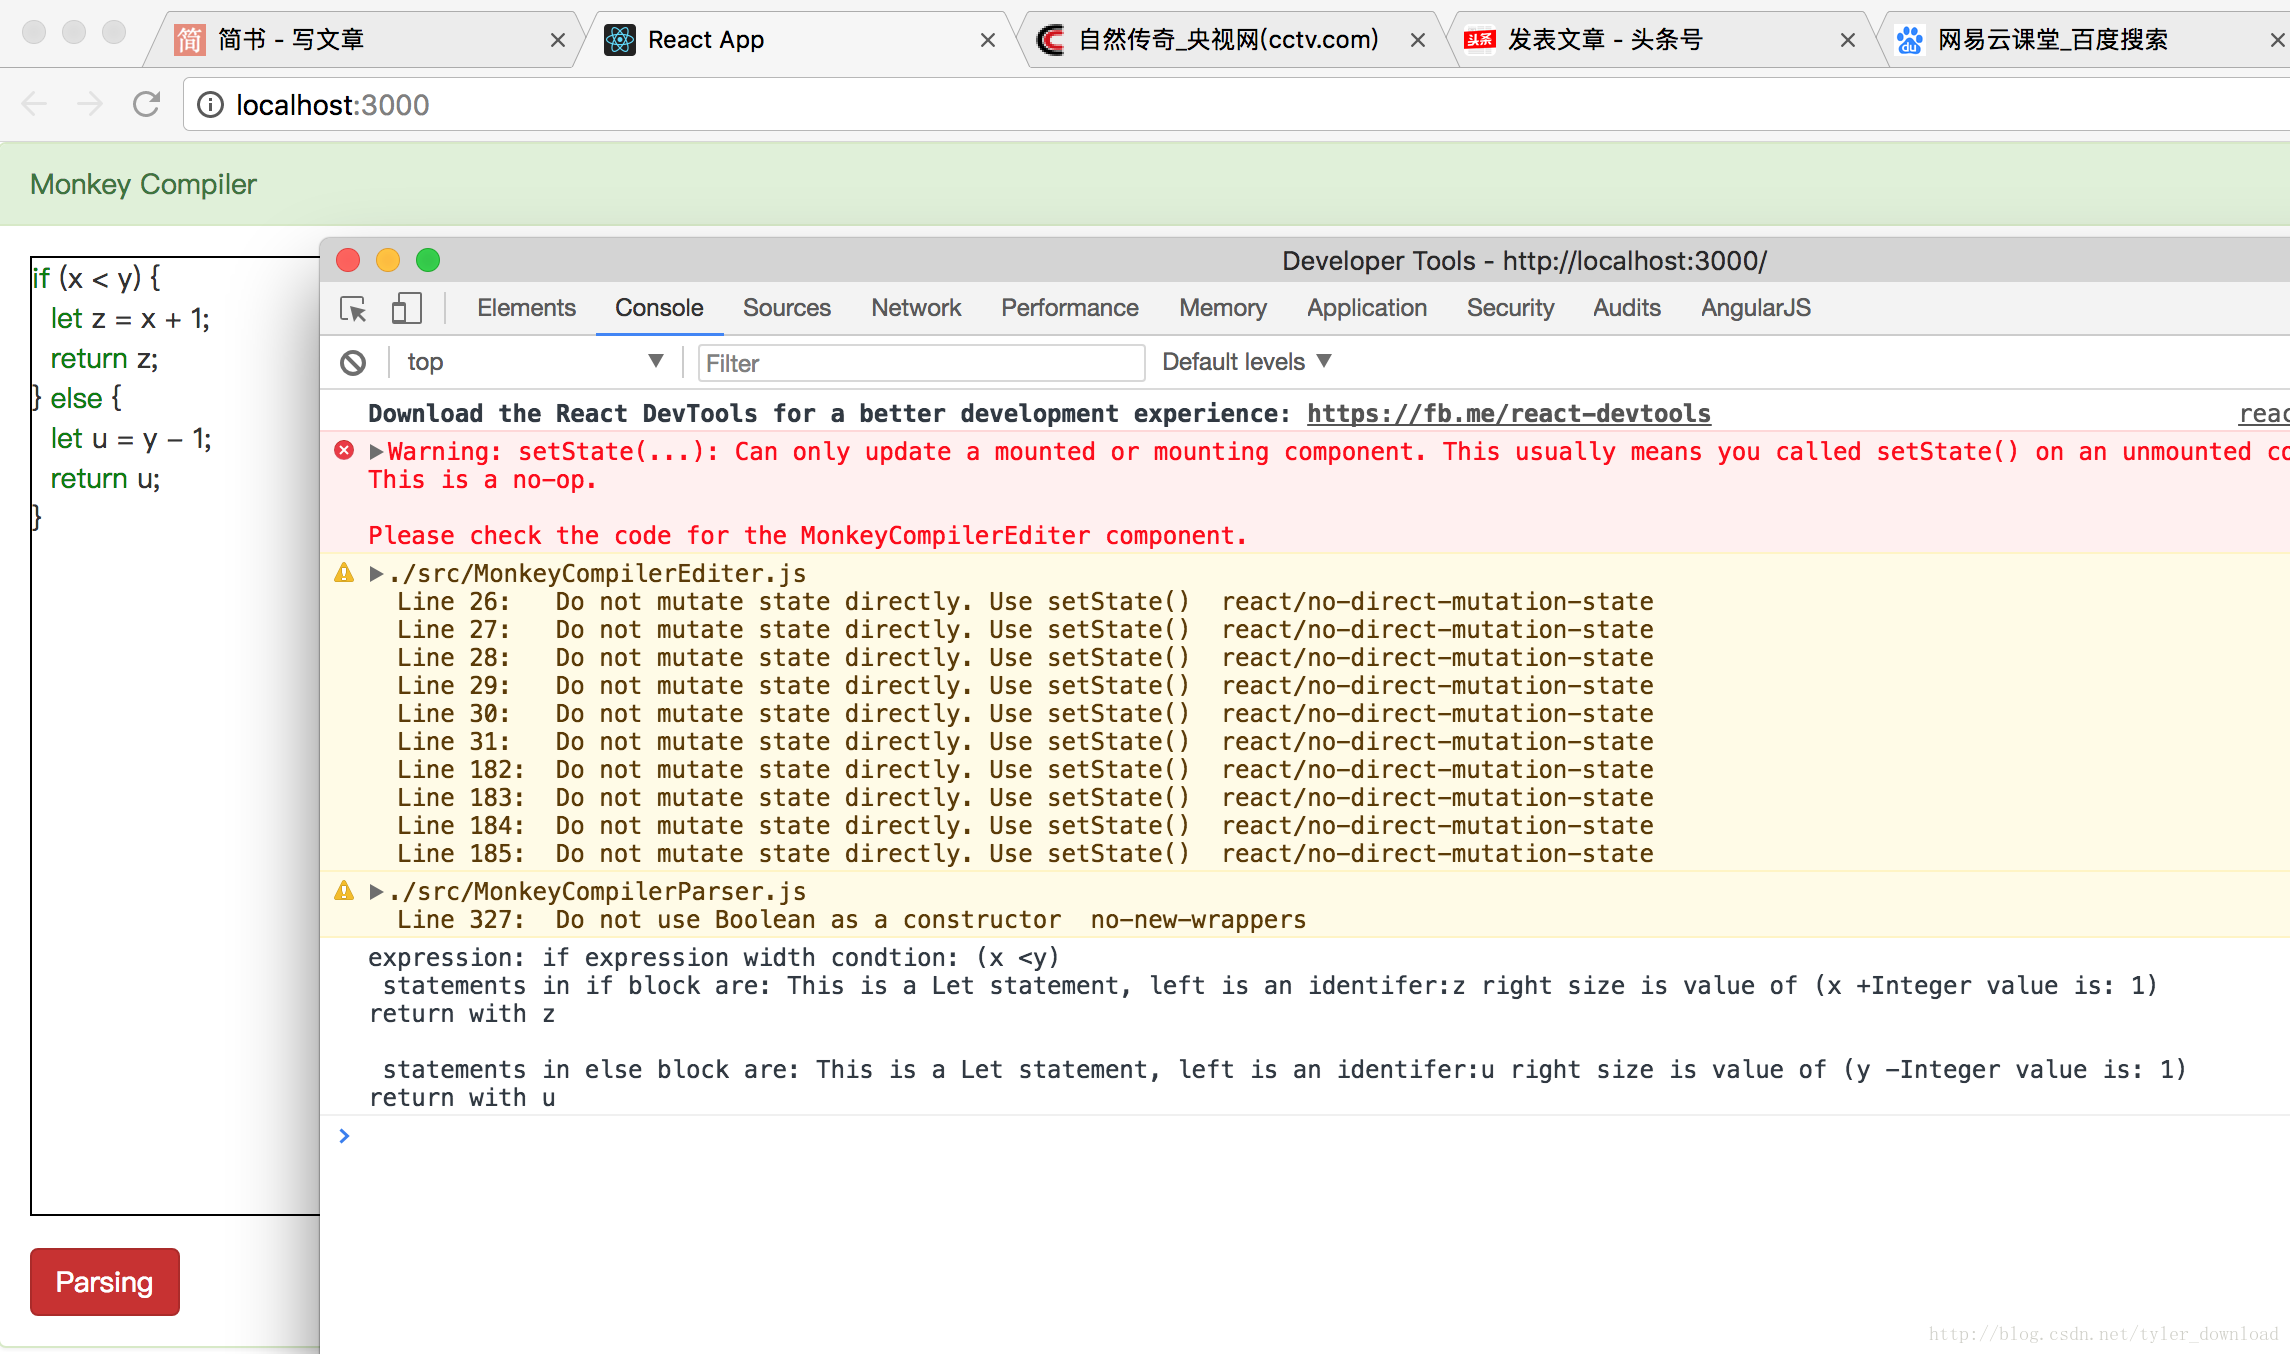 简书 - 写文章
React App
自然传奇_央视网(cctv.com)
发表文章 - 头条号
网易云课堂_百度搜索
localhost:3000
Monkey Compiler
if (x < y) {
let z = x + 1;
return z;
} else {
let u = y – 1;
return u;
}
Parsing
Developer Tools - http://localhost:3000/
Elements Console Sources Network Performance Memory Application Security Audits AngularJS
top Filter Default levels
Download the React DevTools for a better development experience: https://fb.me/react-devtools reac
Warning: setState(...): Can only update a mounted or mounting component. This usually means you called setState() on an unmounted co
This is a no-op.
Please check the code for the MonkeyCompilerEditer component.
./src/MonkeyCompilerEditer.js
Line 26: Do not mutate state directly. Use setState() react/no-direct-mutation-state
Line 27: Do not mutate state directly. Use setState() react/no-direct-mutation-state
Line 28: Do not mutate state directly. Use setState() react/no-direct-mutation-state
Line 29: Do not mutate state directly. Use setState() react/no-direct-mutation-state
Line 30: Do not mutate state directly. Use setState() react/no-direct-mutation-state
Line 31: Do not mutate state directly. Use setState() react/no-direct-mutation-state
Line 182: Do not mutate state directly. Use setState() react/no-direct-mutation-state
Line 183: Do not mutate state directly. Use setState() react/no-direct-mutation-state
Line 184: Do not mutate state directly. Use setState() react/no-direct-mutation-state
Line 185: Do not mutate state directly. Use setState() react/no-direct-mutation-state
./src/MonkeyCompilerParser.js
Line 327: Do not use Boolean as a constructor no-new-wrappers
expression: if expression width condtion: (x <y)
statements in if block are: This is a Let statement, left is an identifer:z right size is value of (x +Integer value is: 1)
return with z
statements in else block are: This is a Let statement, left is an identifer:u right size is value of (y -Integer value is: 1)
return with u
http://blog.csdn.net/tyler_download